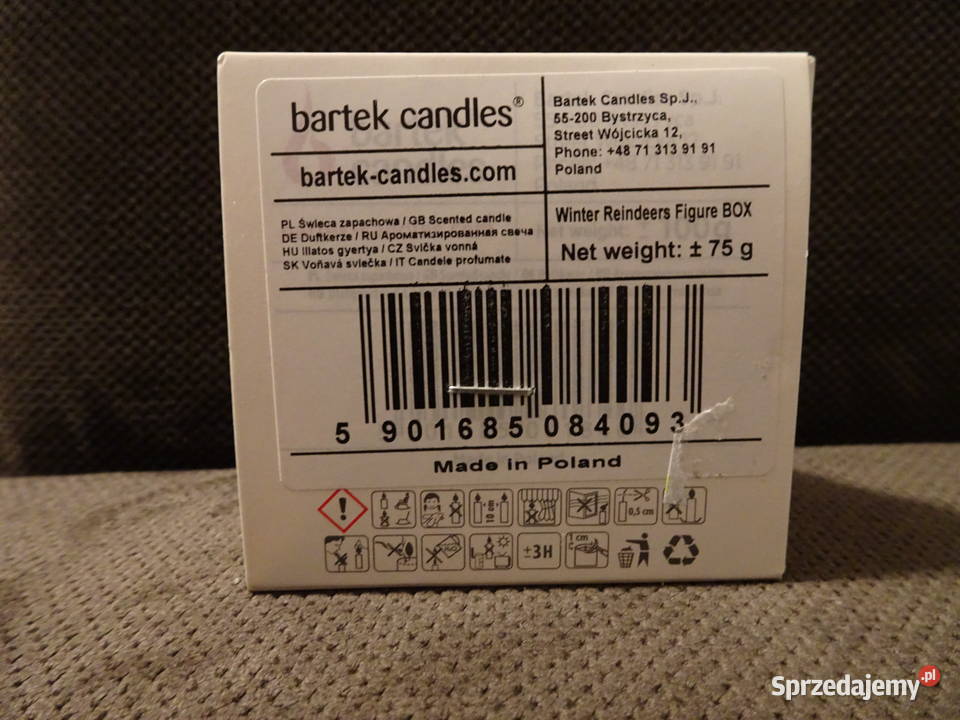 bartek candles®
bartek-candles.com
Bartek Candles Sp.J.,
55-200 Bystrzyca,
Street Wójcicka 12,
Phone: +48 71 313 91 91
Poland
PL Świeca zapachowa / GB Scented candle
DE Duftkerze / RU Ароматизированная свеча
HU Illatos gyertya / CZ Svíčka vonná
SK Voňavá sviečka / IT Candele profumate
Winter Reindeers Figure BOX
Net weight: ± 75 g
5 901685 084093
Made in Poland
10 cm
0,5 cm
±3H
1 cm
Sprzedajemy.pl